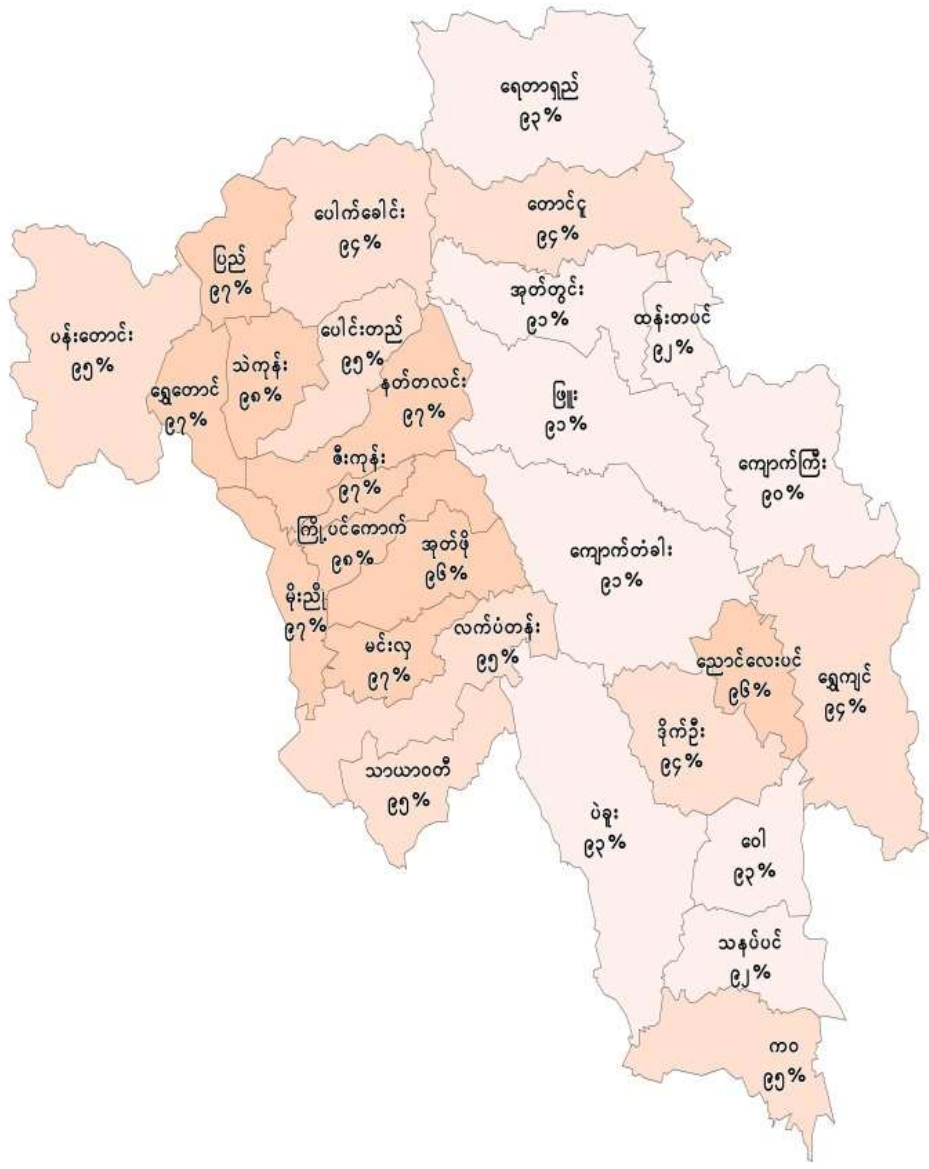 ရေတာရှည်
၉၃%
တောင်ငူ
၉၄%
ပေါက်ခေါင်း
၉၄%
ပြည်
၉၇%
အုတ်တွင်း
၉၁%
ထန်းတပင်
၉၂%
ပန်းတောင်း
၉၅%
ပေါင်းတည်
၉၅%
သဲကုန်း
၉၈%
နတ်တလင်း
၉၇%
ရွှေတောင်
၉၇%
ဖြူး
၉၁%
ကျောက်ကြီး
၉၀%
ဇီးကုန်း
၉၇%
ကြို့ပင်ကောက်
၉၈%
အုတ်ဖို
၉၆%
ကျောက်တံခါး
၉၁%
မိုးညို
၉၇%
လက်ပံတန်း
၉၅%
မင်းလှ
၉၇%
ညောင်လေးပင်
၉၆%
ရွှေကျင်
၉၄%
ဒိုက်ဦး
၉၄%
သာယာဝတီ
၉၅%
ပဲခူး
၉၃%
ဝေါ
၉၃%
သနပ်ပင်
၉၂%
ကဝ
၉၅%